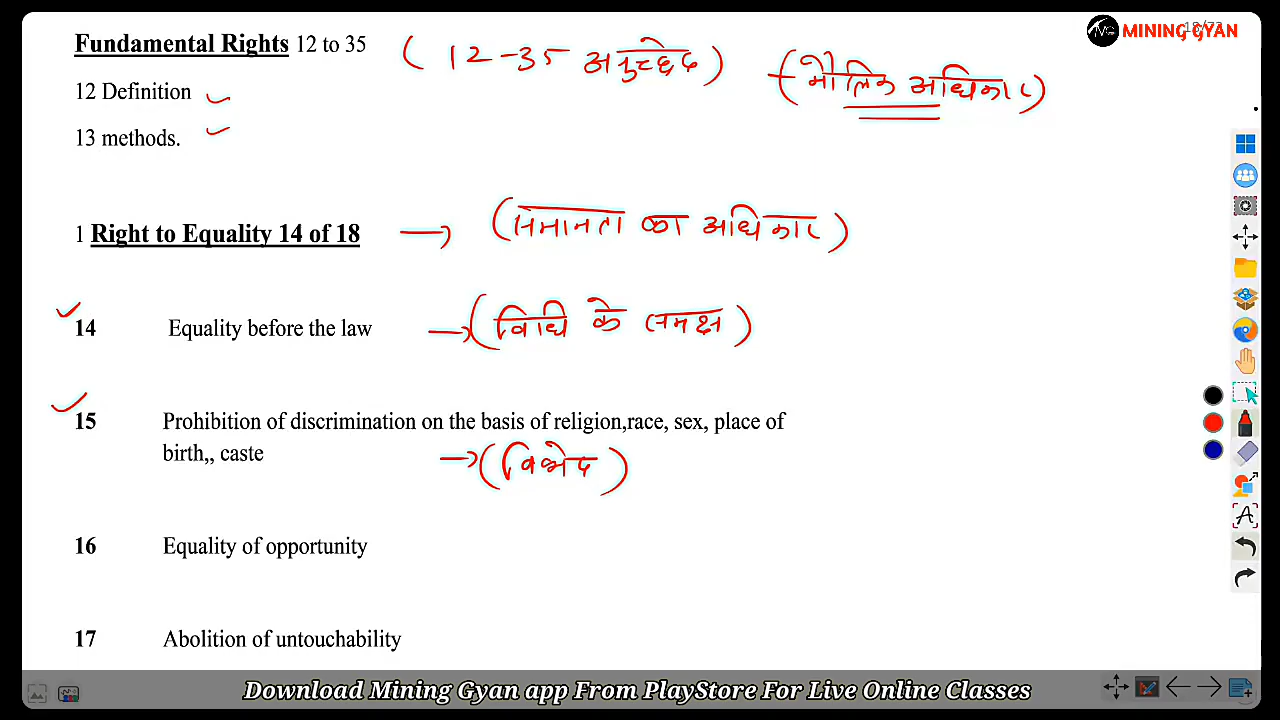 18/73
MINING GYAN
Fundamental Rights 12 to 35 (12-35 अनुच्छेद) (मौलिक अधिकार)
12 Definition
13 methods.
1 Right to Equality 14 of 18 → (समानता का अधिकार)
14 Equality before the law → (विधि के समक्ष)
15 Prohibition of discrimination on the basis of religion,race, sex, place of
birth,, caste → (विभेद)
16 Equality of opportunity
17 Abolition of untouchability
Download Mining Gyan app From PlayStore For Live Online Classes